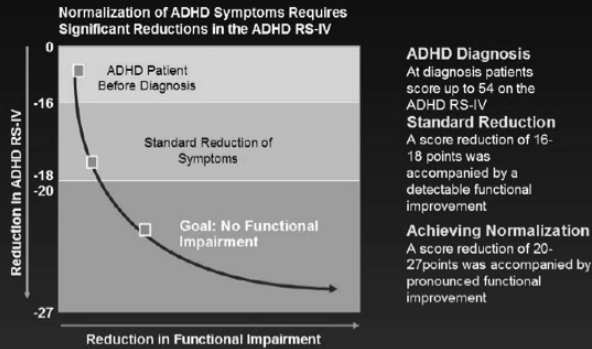 Normalization of ADHD Symptoms Requires
Significant Reductions in the ADHD RS-IV
Reduction in ADHD RS-IV
0
-16
-18
-20
-27
ADHD Patient
Before Diagnosis
Standard Reduction of
Symptoms
Goal: No Functional
Impairment
Reduction in Functional Impairment
ADHD Diagnosis
At diagnosis patients
score up to 54 on the
ADHD RS-IV
Standard Reduction
A score reduction of 16-
18 points was
accompanied by a
detectable functional
improvement
Achieving Normalization
A score reduction of 20-
27points was accompanied by
pronounced functional
improvement